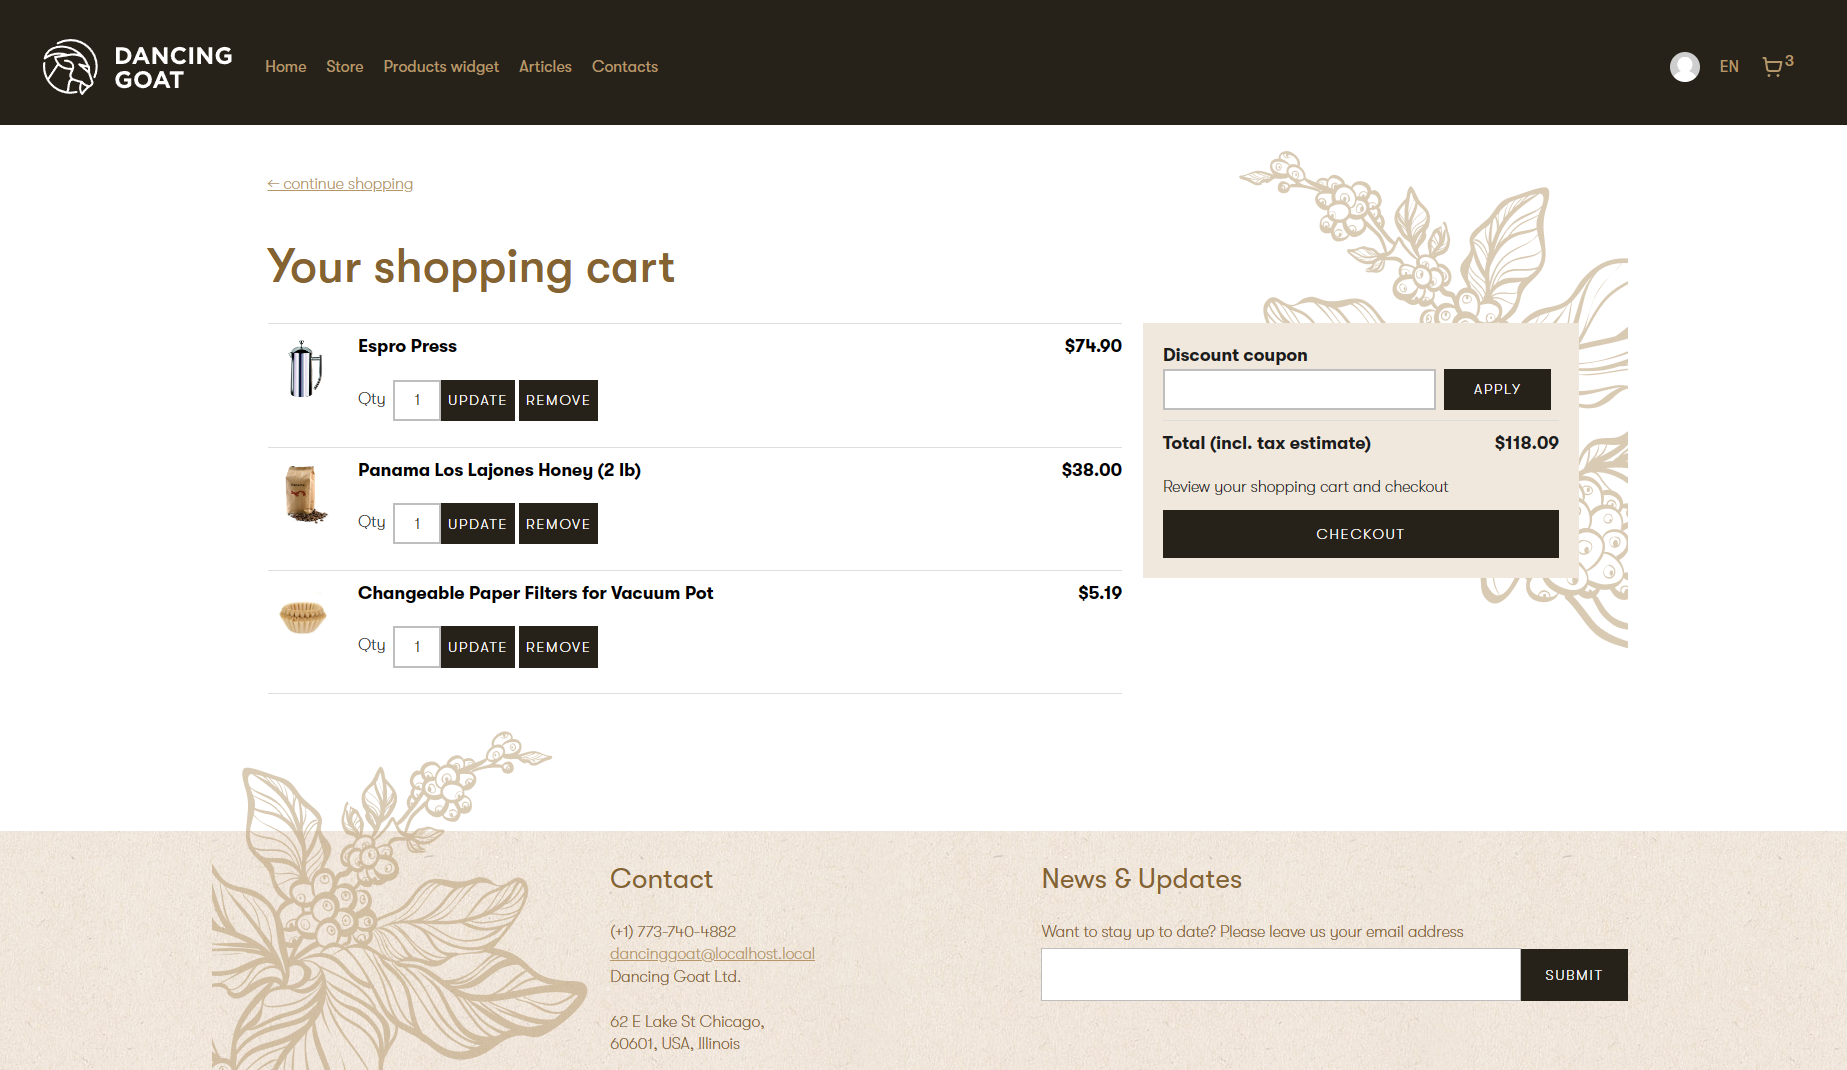 DANCING
GOAT
Home Store Products widget Articles Contacts
EN
3
← continue shopping
Your shopping cart
Espro Press $74.90
Qty 1 UPDATE REMOVE
Panama Los Lajones Honey (2 lb) $38.00
Qty 1 UPDATE REMOVE
Changeable Paper Filters for Vacuum Pot $5.19
Qty 1 UPDATE REMOVE
Discount coupon
APPLY
Total (incl. tax estimate) $118.09
Review your shopping cart and checkout
CHECKOUT
Contact
(+1) 773-740-4882
dancinggoat@localhost.local
Dancing Goat Ltd.
62 E Lake St Chicago,
60601, USA, Illinois
News & Updates
Want to stay up to date? Please leave us your email address
SUBMIT